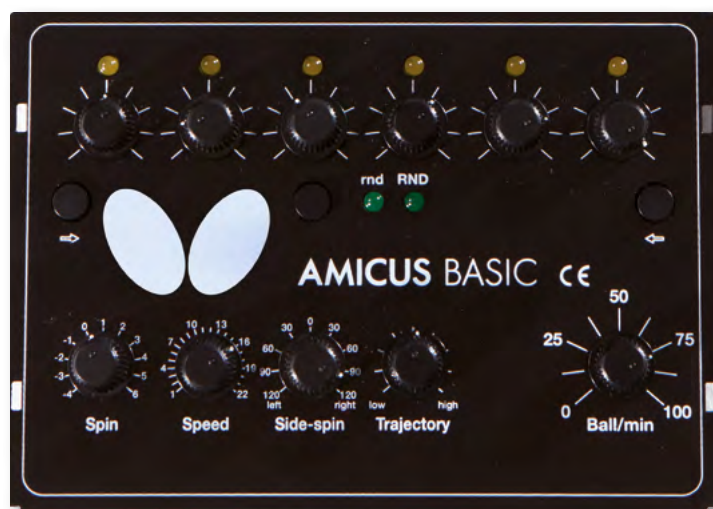 rnd RND
⇨ ⇦
AMICUS BASIC CE
-4 -3 -2 -1 0 1 2 3 4 5 6
Spin
1 4 7 10 13 16 19 22
Speed
120 90 60 30 0 30 60 90 120
left right
Side-spin
low high
Trajectory
0 25 50 75 100
Ball/min